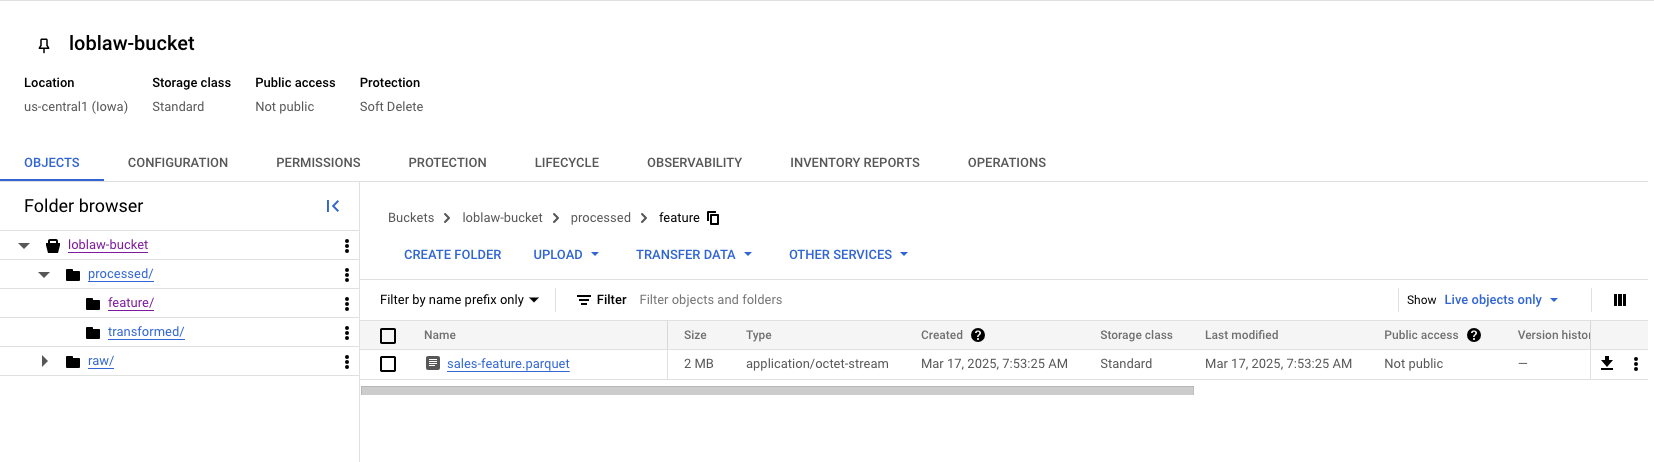 loblaw-bucket
Location Storage class Public access Protection
us-central1 (Iowa) Standard Not public Soft Delete
OBJECTS CONFIGURATION PERMISSIONS PROTECTION LIFECYCLE OBSERVABILITY INVENTORY REPORTS OPERATIONS
Folder browser
loblaw-bucket
processed/
feature/
transformed/
raw/
Buckets loblaw-bucket processed feature
CREATE FOLDER UPLOAD TRANSFER DATA OTHER SERVICES
Filter by name prefix only Filter Filter objects and folders Show Live objects only
Name Size Type Created ? Storage class Last modified Public access ? Version histor
sales-feature.parquet 2 MB application/octet-stream Mar 17, 2025, 7:53:25 AM Standard Mar 17, 2025, 7:53:25 AM Not public —